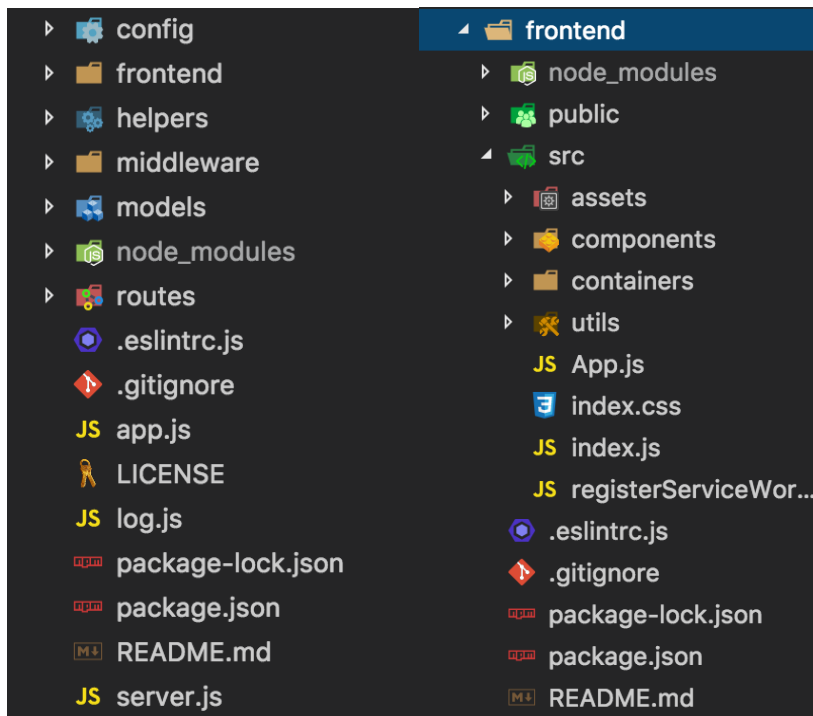 config
frontend
helpers
middleware
models
node_modules
routes
.eslintrc.js
.gitignore
JS app.js
LICENSE
JS log.js
package-lock.json
package.json
README.md
JS server.js
frontend
node_modules
public
src
assets
components
containers
utils
JS App.js
index.css
JS index.js
JS registerServiceWor...
.eslintrc.js
.gitignore
package-lock.json
package.json
README.md